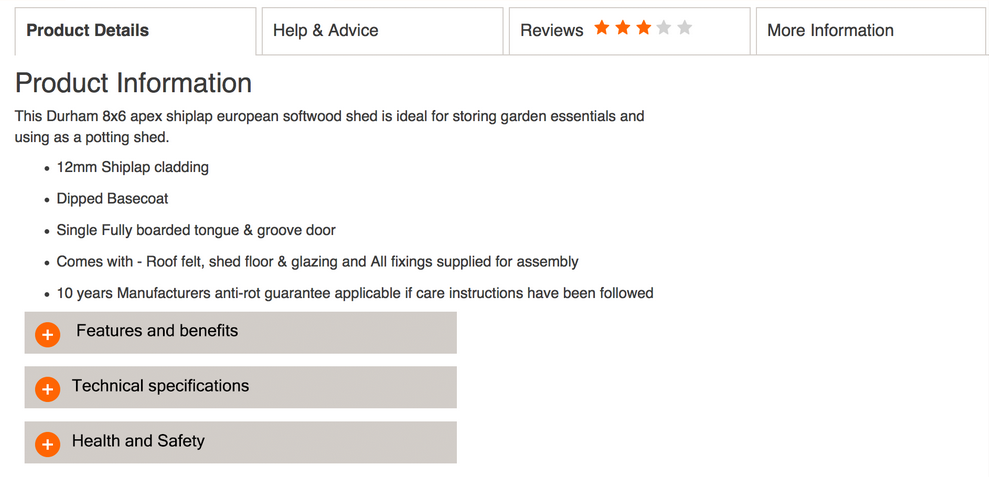 Product Details
Help & Advice
Reviews
More Information
Product Information
This Durham 8x6 apex shiplap european softwood shed is ideal for storing garden essentials and
using as a potting shed.
12mm Shiplap cladding
Dipped Basecoat
Single Fully boarded tongue & groove door
Comes with - Roof felt, shed floor & glazing and All fixings supplied for assembly
10 years Manufacturers anti-rot guarantee applicable if care instructions have been followed
Features and benefits
Technical specifications
Health and Safety